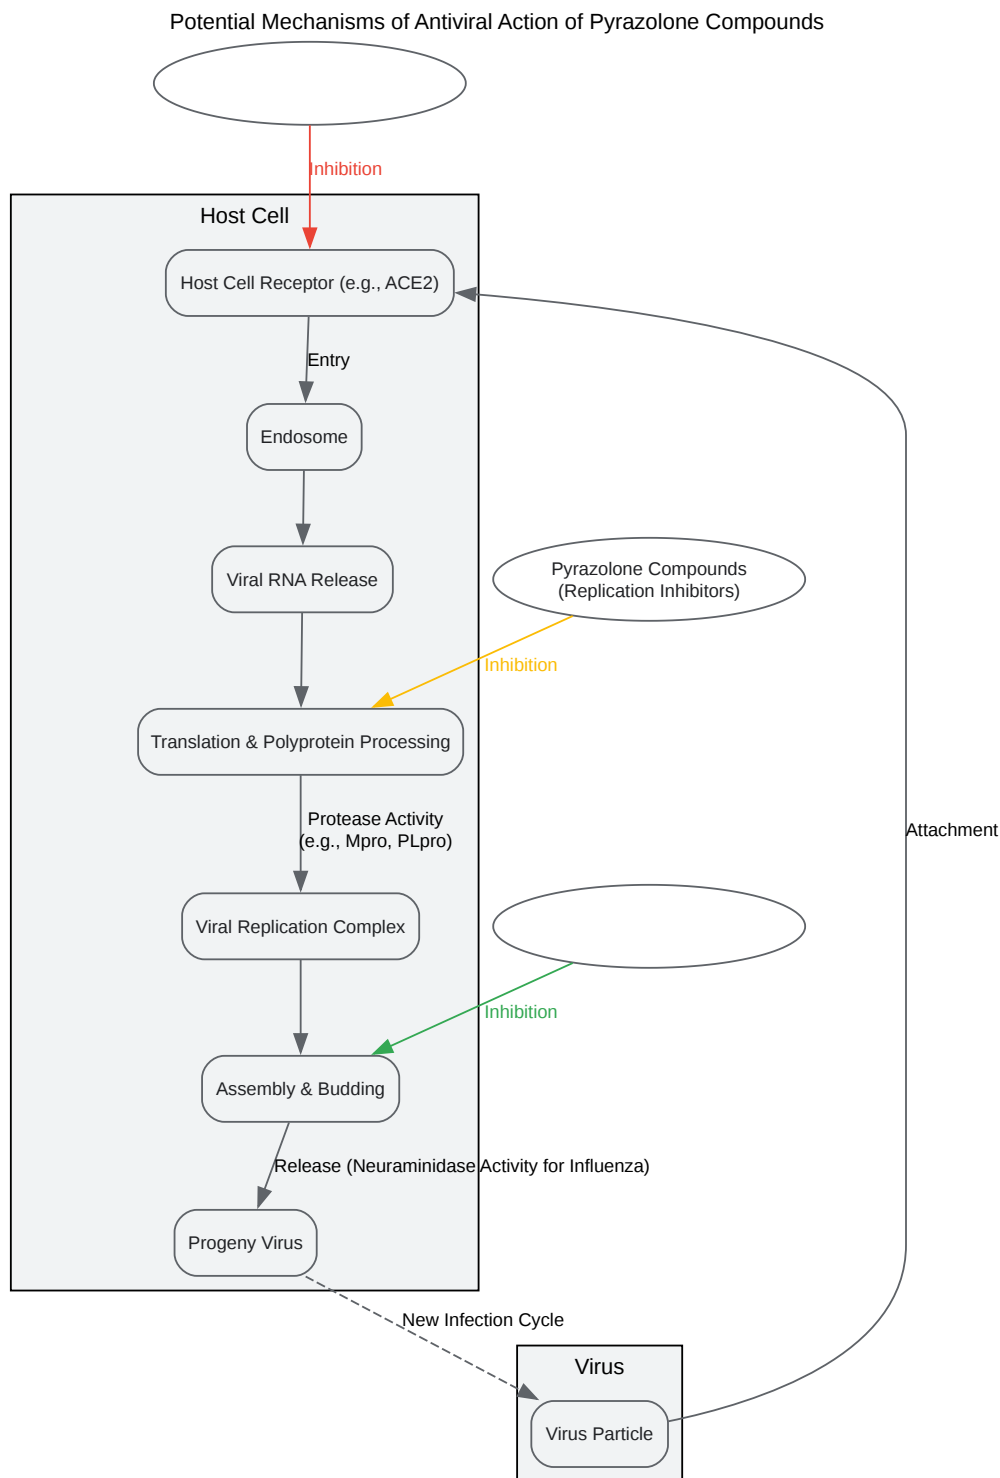 Potential Mechanisms of Antiviral Action of Pyrazolone Compounds
Inhibition
Host Cell
Host Cell Receptor (e.g., ACE2)
Entry
Endosome
Viral RNA Release
Pyrazolone Compounds
(Replication Inhibitors)
Inhibition
Translation & Polyprotein Processing
Protease Activity
(e.g., Mpro, PLpro)
Attachment
Viral Replication Complex
Inhibition
Assembly & Budding
Release (Neuraminidase Activity for Influenza)
Progeny Virus
New Infection Cycle
Virus
Virus Particle